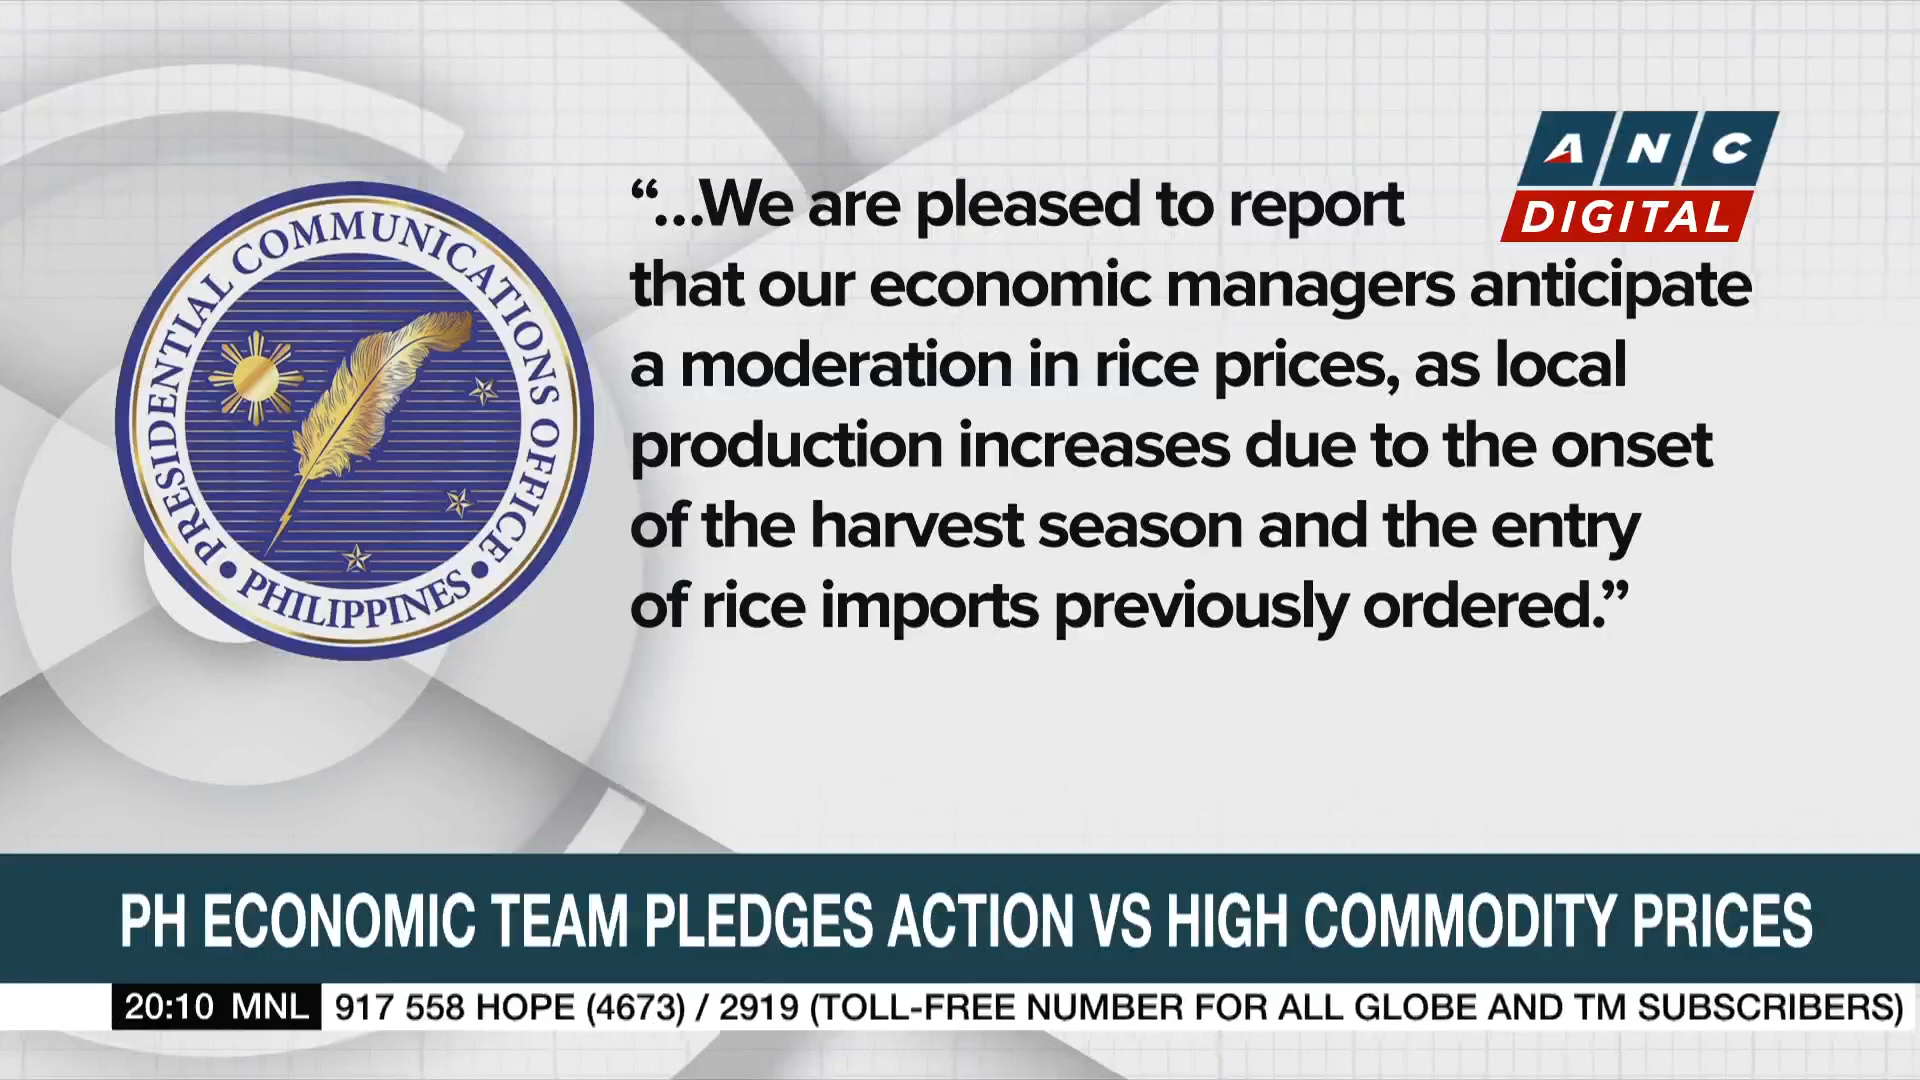 A N C
DIGITAL
PRESIDENTIAL COMMUNICATIONS OFFICE
• PHILIPPINES •
“...We are pleased to report
that our economic managers anticipate
a moderation in rice prices, as local
production increases due to the onset
of the harvest season and the entry
of rice imports previously ordered.”
PH ECONOMIC TEAM PLEDGES ACTION VS HIGH COMMODITY PRICES
20:10 MNL 917 558 HOPE (4673) / 2919 (TOLL-FREE NUMBER FOR ALL GLOBE AND TM SUBSCRIBERS)